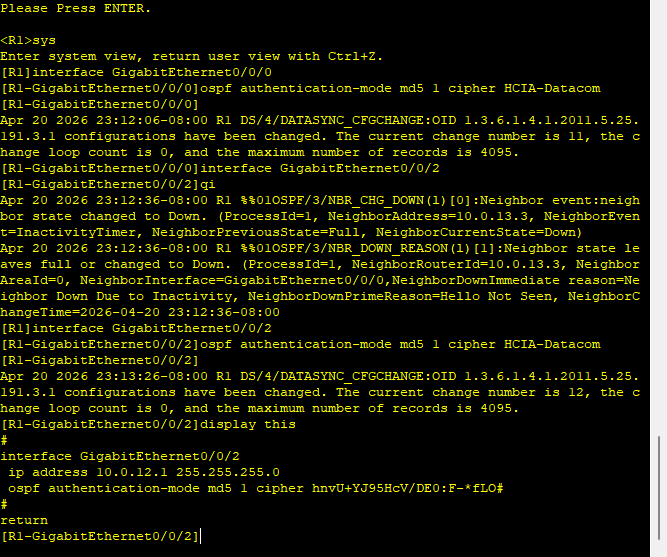 Please Press ENTER.
<R1>sys
Enter system view, return user view with Ctrl+Z.
[R1]interface GigabitEthernet0/0/0
[R1-GigabitEthernet0/0/0]ospf authentication-mode md5 1 cipher HCIA-Datacom
[R1-GigabitEthernet0/0/0]
Apr 20 2026 23:12:06-08:00 R1 DS/4/DATASYNC_CFGCHANGE:OID 1.3.6.1.4.1.2011.5.25.
191.3.1 configurations have been changed. The current change number is 11, the c
hange loop count is 0, and the maximum number of records is 4095.
[R1-GigabitEthernet0/0/0]interface GigabitEthernet0/0/2
[R1-GigabitEthernet0/0/2]qi
Apr 20 2026 23:12:36-08:00 R1 %%01OSPF/3/NBR_CHG_DOWN(l)[0]:Neighbor event:neigh
bor state changed to Down. (ProcessId=1, NeighborAddress=10.0.13.3, NeighborEven
t=InactivityTimer, NeighborPreviousState=Full, NeighborCurrentState=Down)
Apr 20 2026 23:12:36-08:00 R1 %%01OSPF/3/NBR_DOWN_REASON(l)[1]:Neighbor state le
aves full or changed to Down. (ProcessId=1, NeighborRouterId=10.0.13.3, Neighbor
AreaId=0, NeighborInterface=GigabitEthernet0/0/0,NeighborDownImmediate reason=Ne
ighbor Down Due to Inactivity, NeighborDownPrimeReason=Hello Not Seen, NeighborC
hangeTime=2026-04-20 23:12:36-08:00
[R1]interface GigabitEthernet0/0/2
[R1-GigabitEthernet0/0/2]ospf authentication-mode md5 1 cipher HCIA-Datacom
[R1-GigabitEthernet0/0/2]
Apr 20 2026 23:13:26-08:00 R1 DS/4/DATASYNC_CFGCHANGE:OID 1.3.6.1.4.1.2011.5.25.
191.3.1 configurations have been changed. The current change number is 12, the c
hange loop count is 0, and the maximum number of records is 4095.
[R1-GigabitEthernet0/0/2]display this
#
interface GigabitEthernet0/0/2
 ip address 10.0.12.1 255.255.255.0
 ospf authentication-mode md5 1 cipher hnvU+YJ95HcV/DE0:F-*fLO#
#
return
[R1-GigabitEthernet0/0/2]